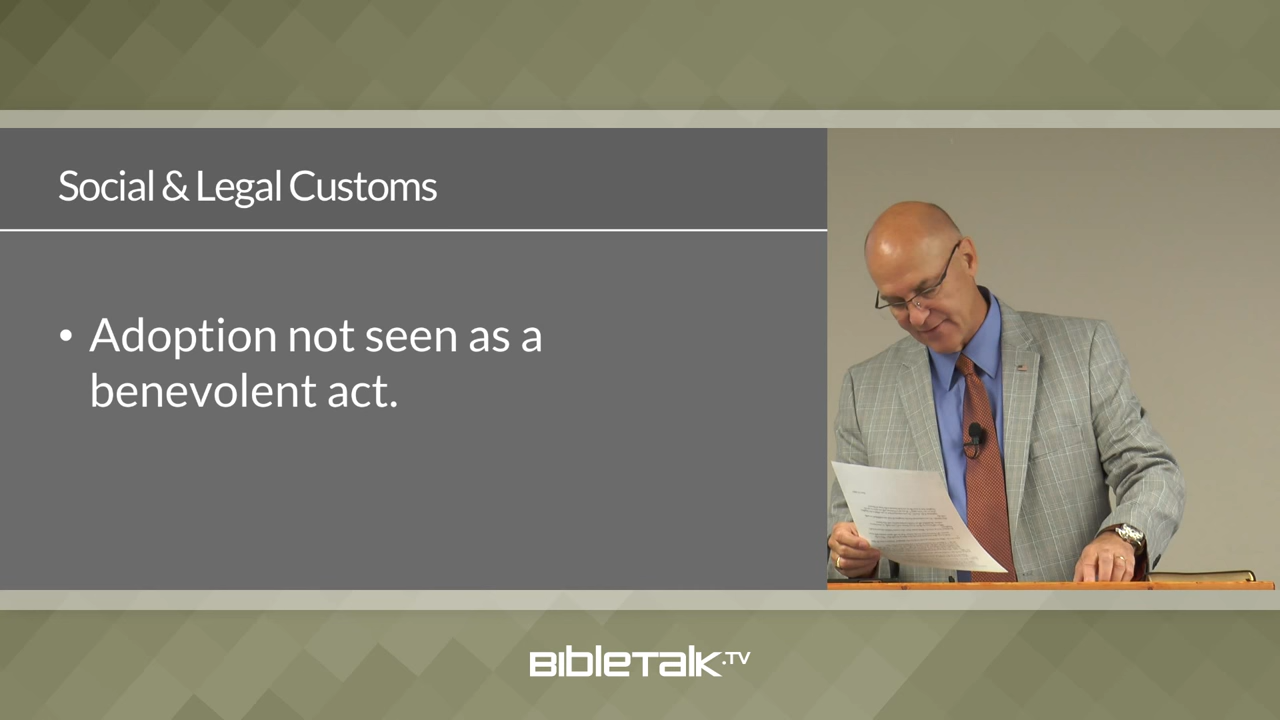 Social & Legal Customs
• Adoption not seen as a
benevolent act.
BibleTalk.TV